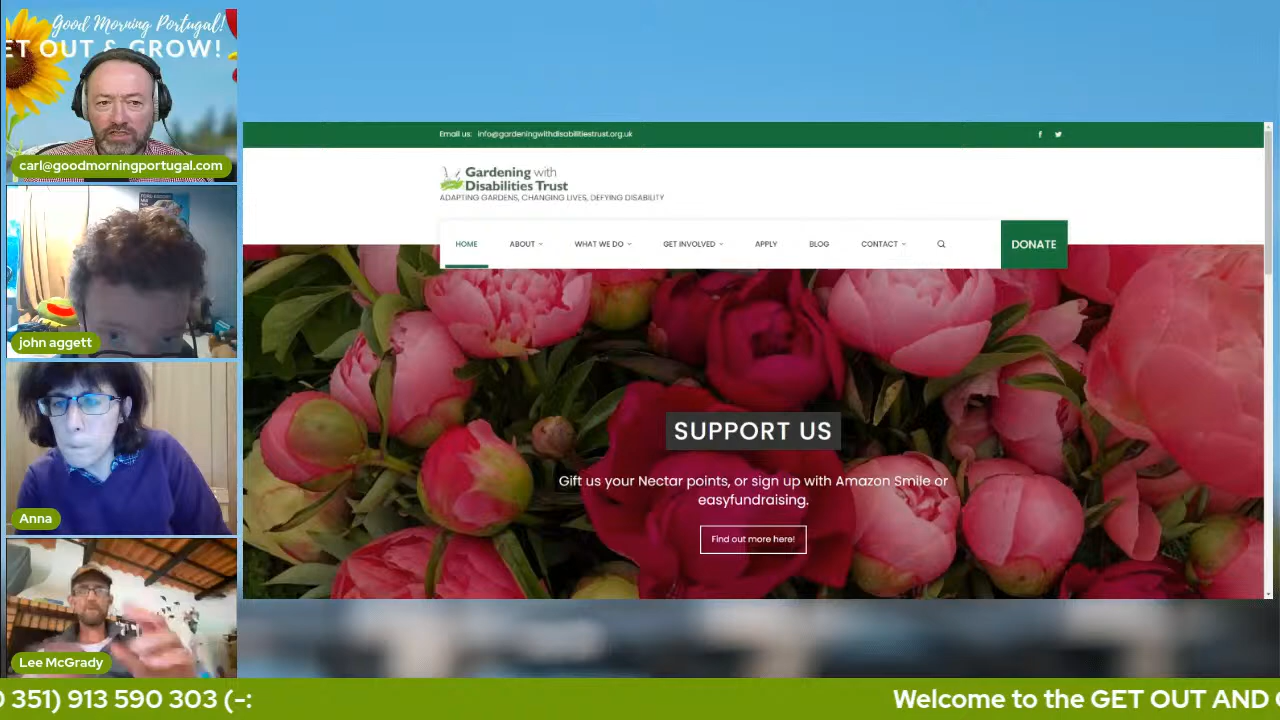 Good Morning Portugal!
ET OUT & GROW!
carl@goodmorningportugal.com
john aggett
Anna
Lee McGrady
Email us: info@gardeningwithdisabilitiestrust.org.uk
Gardening with
Disabilities Trust
ADAPTING GARDENS, CHANGING LIVES, DEFYING DISABILITY
HOME ABOUT WHAT WE DO GET INVOLVED APPLY BLOG CONTACT DONATE
SUPPORT US
Gift us your Nectar points, or sign up with Amazon Smile or
easyfundraising.
Find out more here!
351) 913 590 303 (-: Welcome to the GET OUT AND